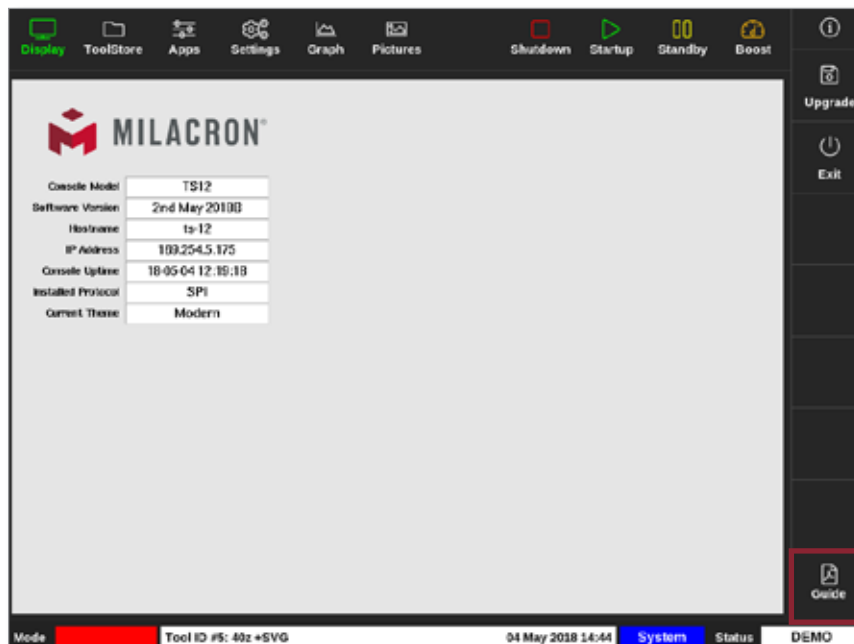 Display ToolStore Apps Settings Graph Pictures Shutdown Startup Standby Boost
Upgrade
Exit
MILACRON®
Console Model TS12
Software Version 2nd May 2018B
Hostname ts-12
IP Address 169.254.5.175
Console Uptime 18-05-04 12:19:18
Installed Protocol SPI
Current Theme Modern
Guide
Mode Tool ID #5: 40z +SVG 04 May 2018 14:44 System Status DEMO